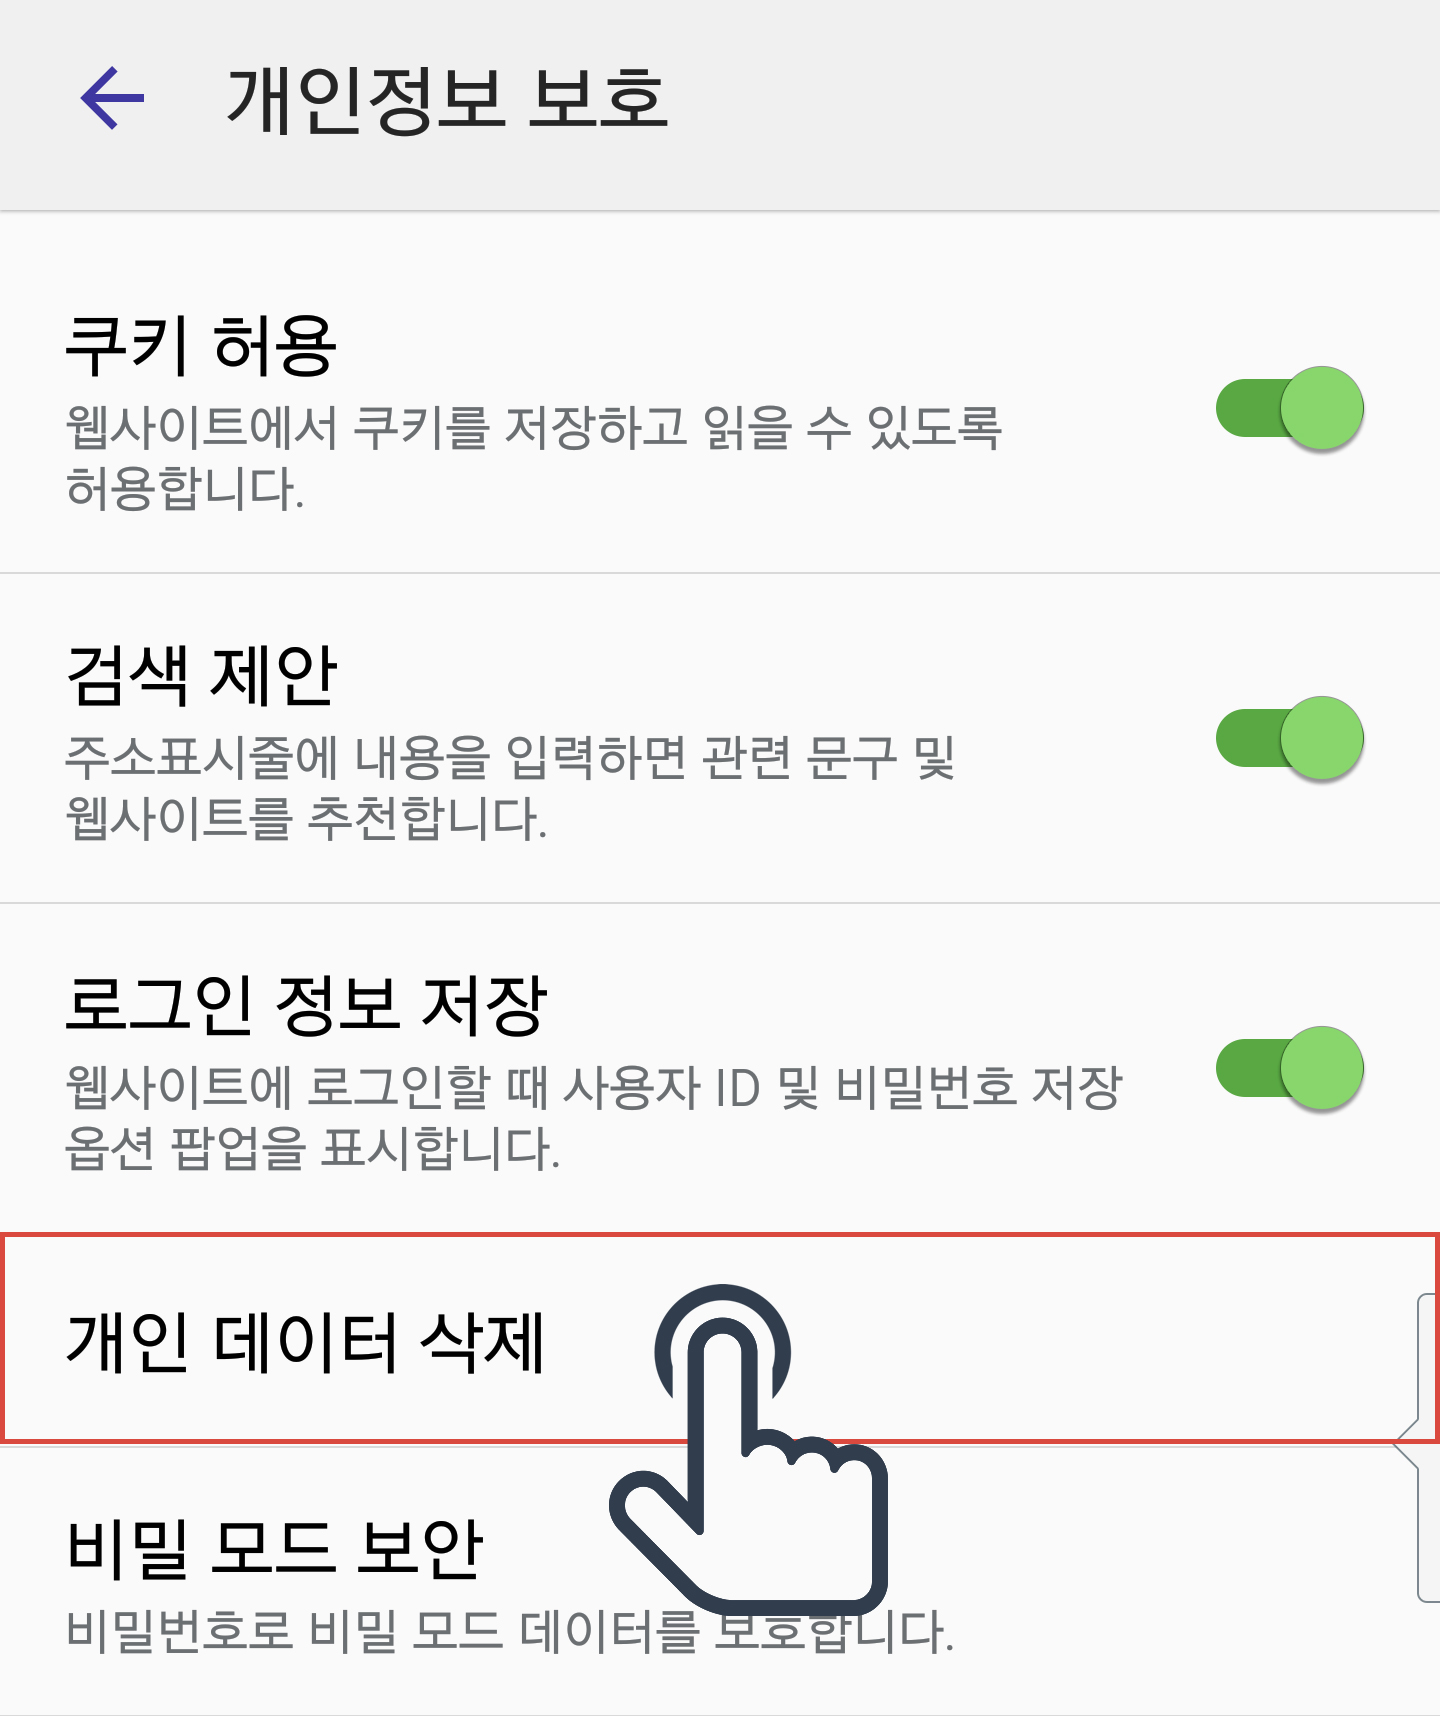 개인정보 보호
쿠키 허용
웹사이트에서 쿠키를 저장하고 읽을 수 있도록
허용합니다.
검색 제안
주소표시줄에 내용을 입력하면 관련 문구 및
웹사이트를 추천합니다.
로그인 정보 저장
웹사이트에 로그인할 때 사용자 ID 및 비밀번호 저장
옵션 팝업을 표시합니다.
개인 데이터 삭제
비밀 모드 보안
비밀번호로 비밀 모드 데이터를 보호합니다.